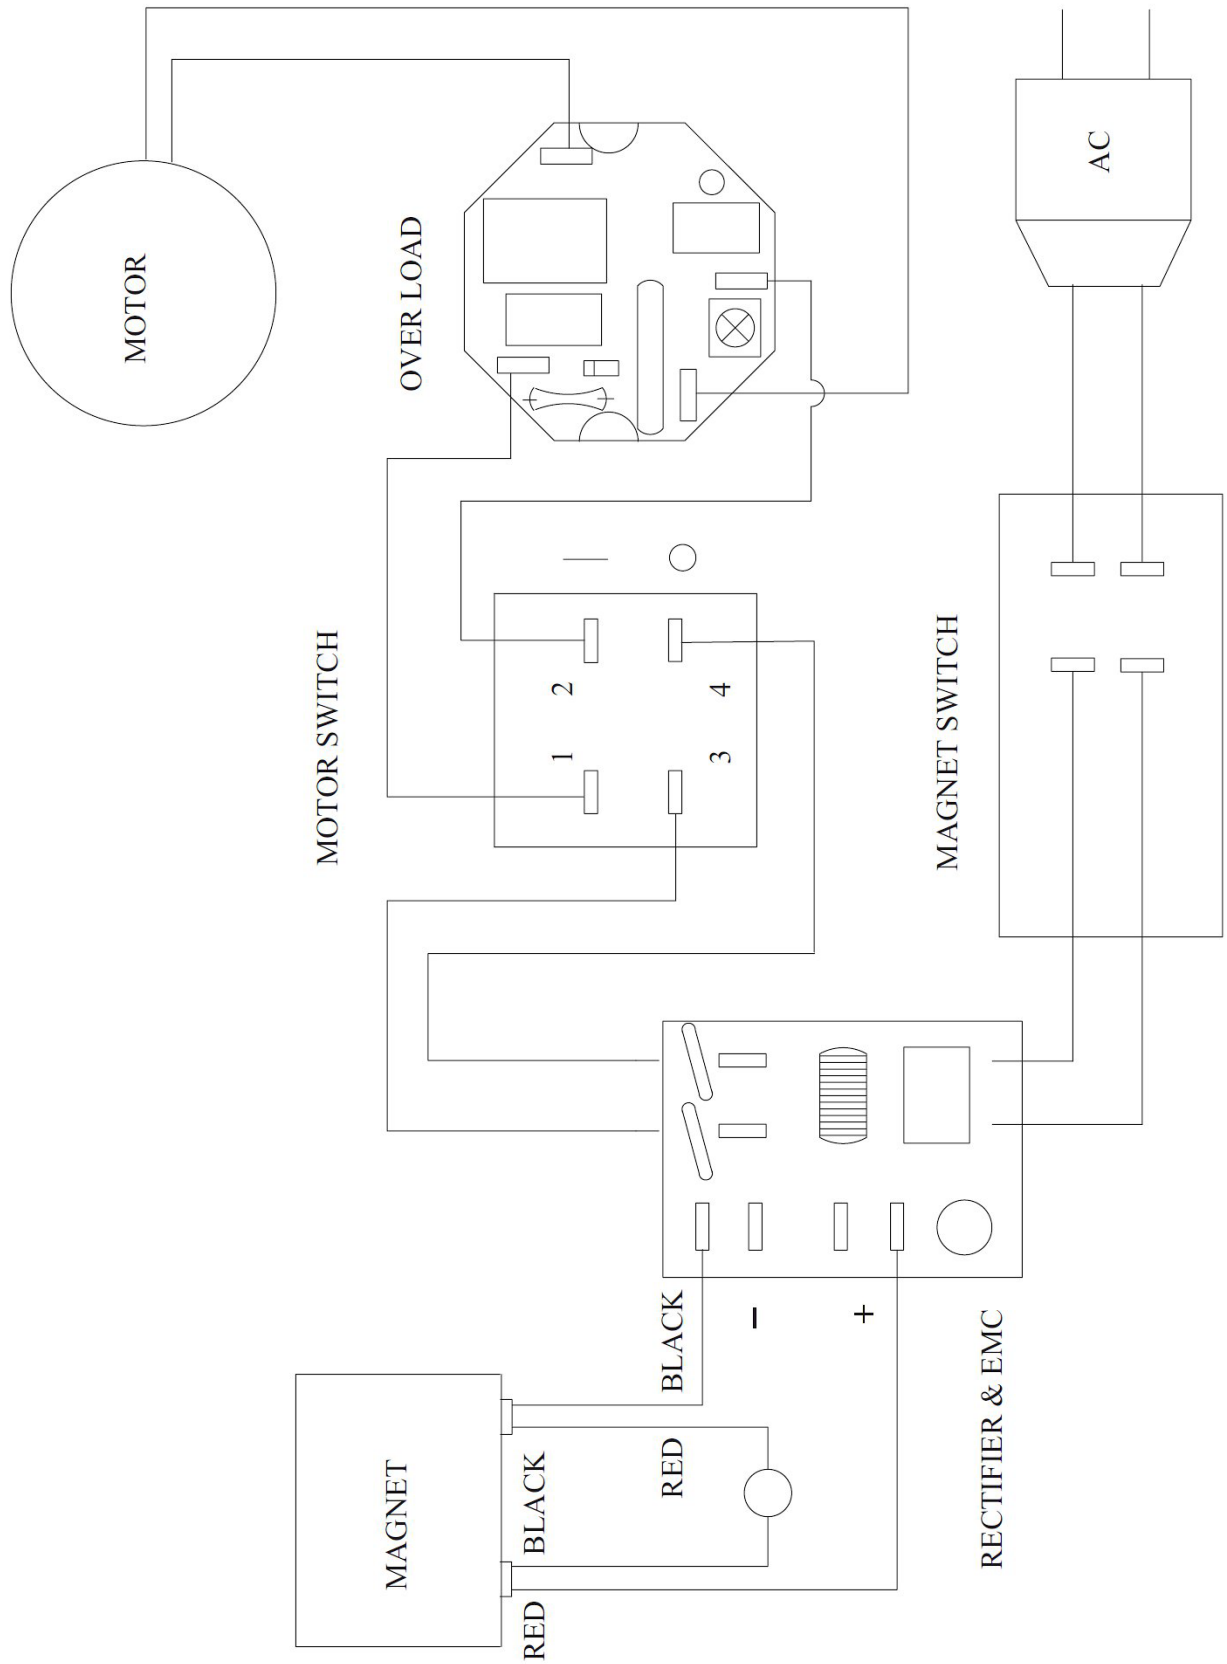 MOTOR
OVER LOAD
AC
MOTOR SWITCH
2
4
1
3
MAGNET SWITCH
MAGNET
RED
BLACK
RED
BLACK
–
+
RECTIFIER & EMC